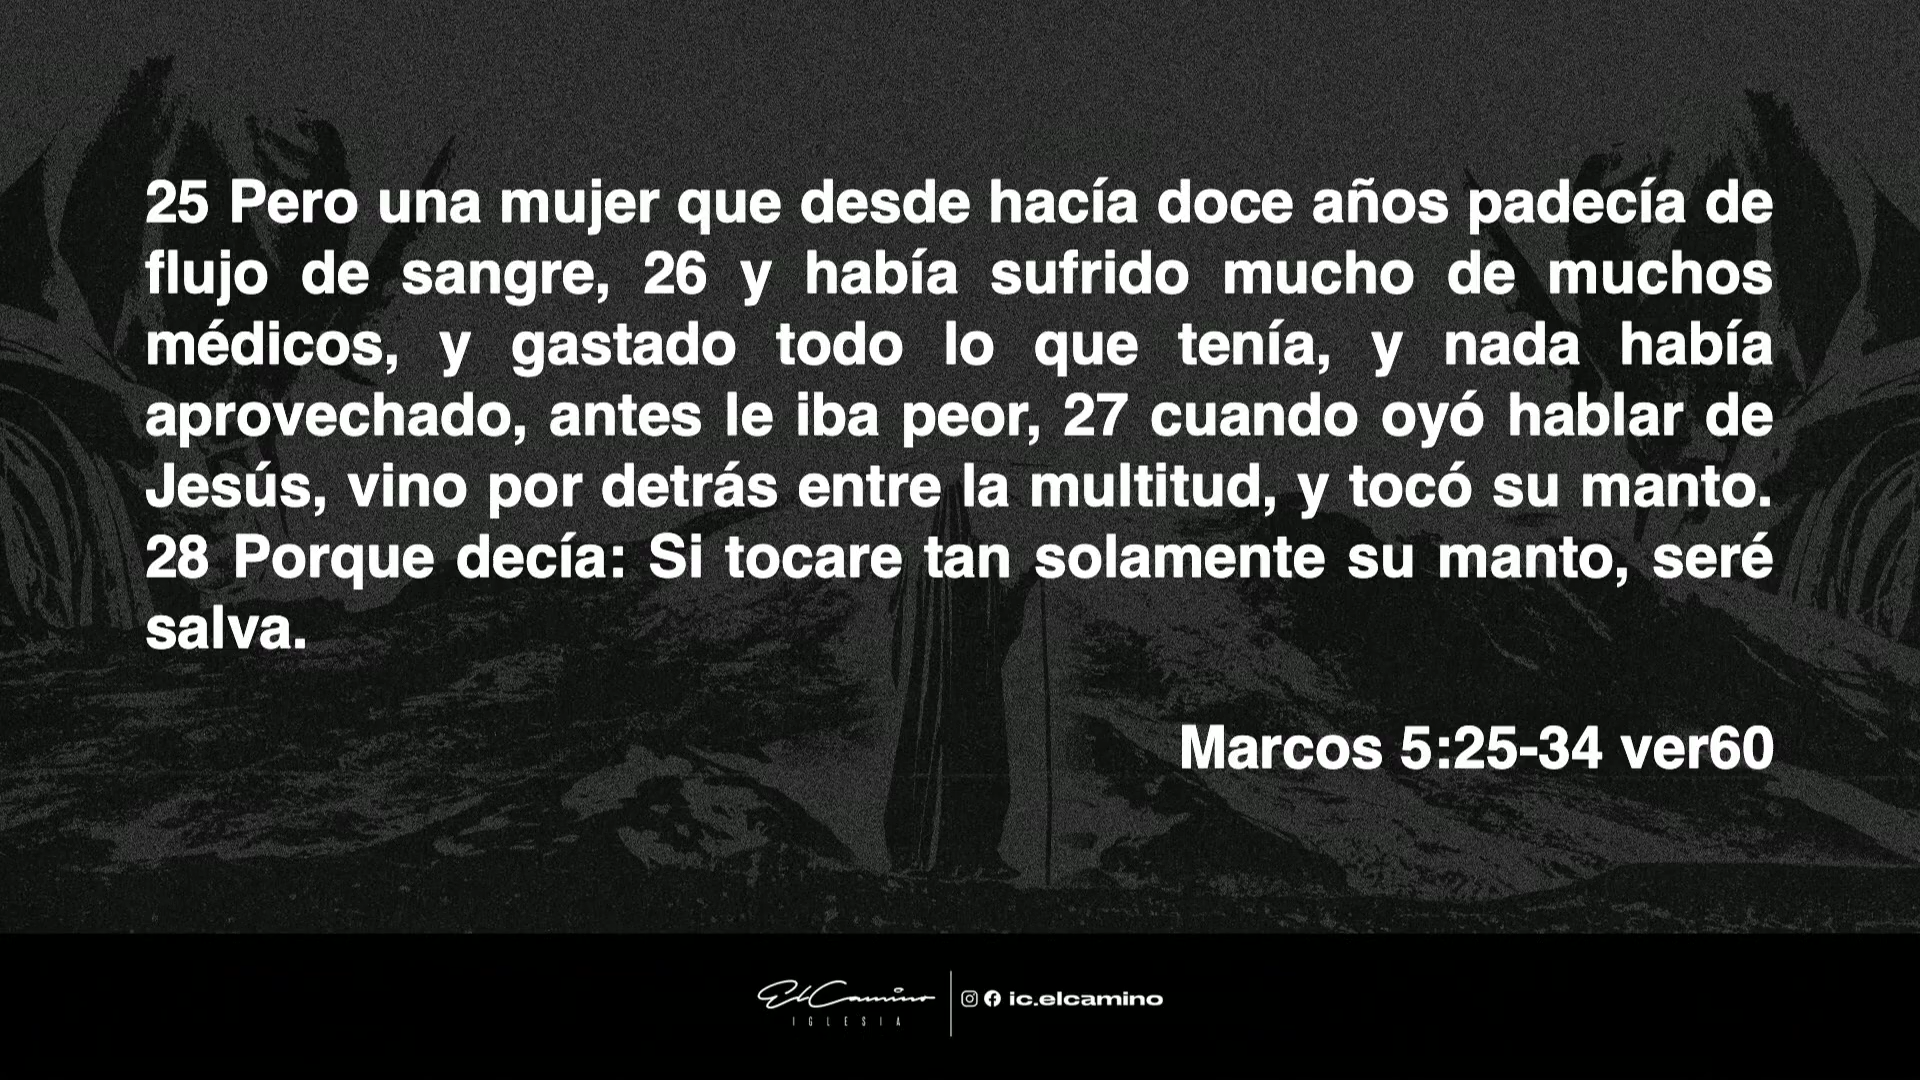 25 Pero una mujer que desde hacía doce años padecía de
flujo de sangre, 26 y había sufrido mucho de muchos
médicos, y gastado todo lo que tenía, y nada había
aprovechado, antes le iba peor, 27 cuando oyó hablar de
Jesús, vino por detrás entre la multitud, y tocó su manto.
28 Porque decía: Si tocare tan solamente su manto, seré
salva.
Marcos 5:25-34 ver60
El Camino
IGLESIA
ic.elcamino